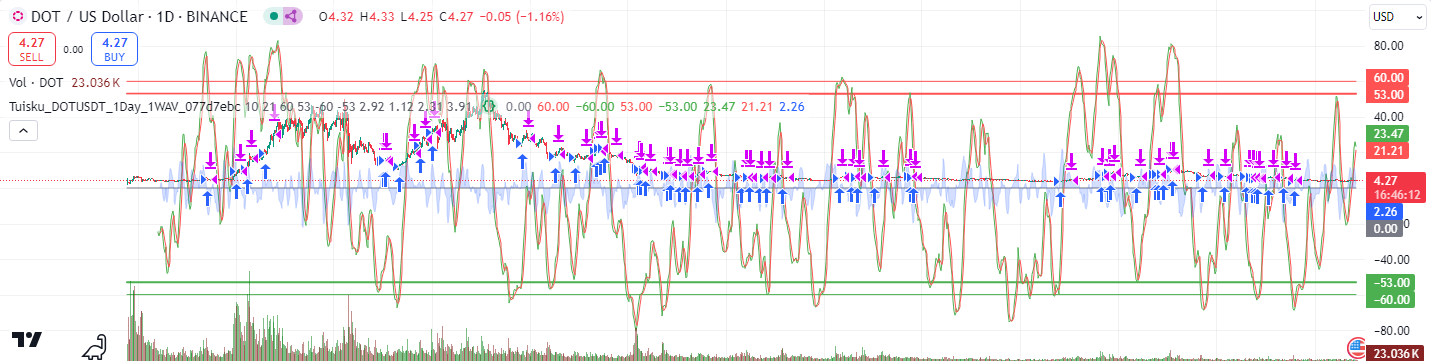 DOT / US Dollar · 1D · BINANCE O4.32 H4.33 L4.25 C4.27 −0.05 (−1.16%)
USD
4.27 SELL
0.00
4.27 BUY
Vol · DOT 23.036 K
Tuisku_DOTUSDT_1Day_1WAV_077d7ebc 10 21 60 53 -60 -53 2.92 1.12 2.31 3.91 0.00 60.00 −60.00 53.00 −53.00 23.47 21.21 2.26
80.00
60.00
53.00
40.00
23.47
21.21
4.27
16:46:12
2.26
0.00
−40.00
−53.00
−60.00
−80.00
23.036 K